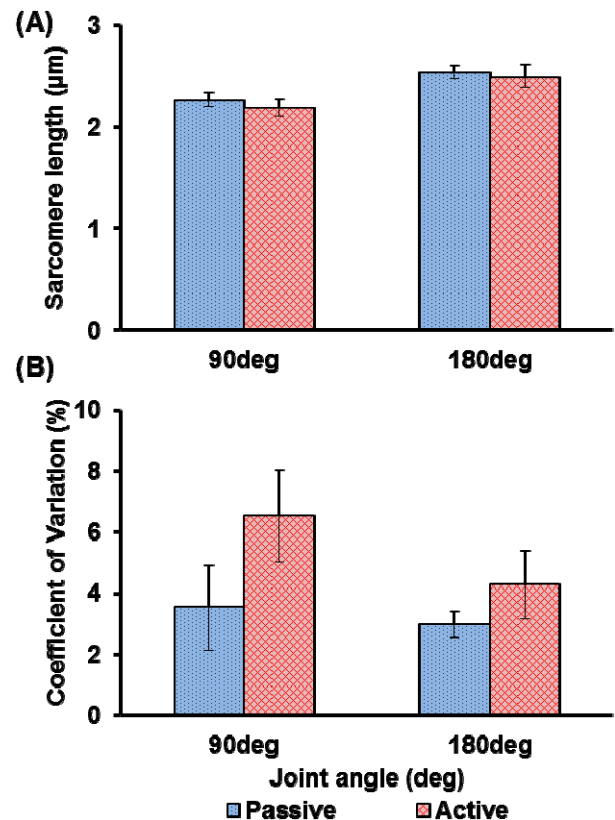 (A)
Sarcomere length (µm)
3
2
1
0
90deg 180deg
(B)
Coefficient of Variation (%)
10
8
6
4
2
0
90deg 180deg
Joint angle (deg)
Passive Active